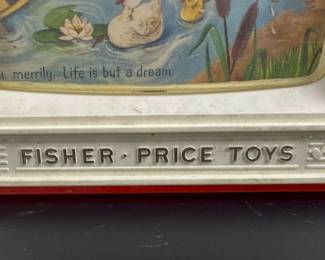 merrily. Life is but a dream.
FISHER · PRICE TOYS